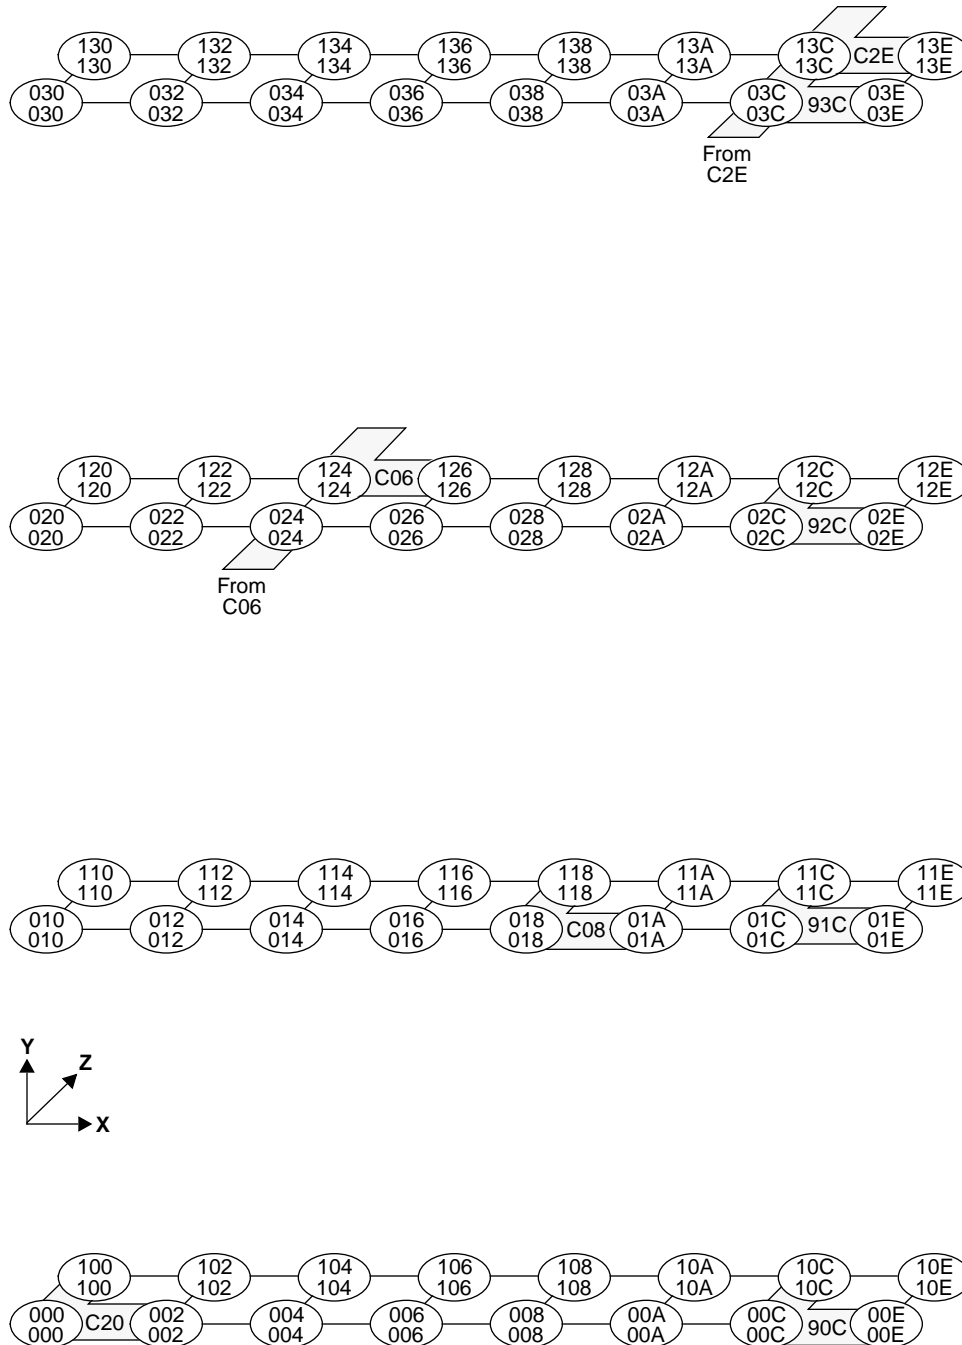 130 132 134 136 138 13A 13C 13E
130 132 134 136 138 13A 13C C2E 13E
030 032 034 036 038 03A 03C 03E
030 032 034 036 038 03A 03C 93C 03E
From
C2E
120 122 124 126 128 12A 12C 12E
120 122 124 C06 126 128 12A 12C 12E
020 022 024 026 028 02A 02C 02E
020 022 024 026 028 02A 02C 92C 02E
From
C06
110 112 114 116 118 11A 11C 11E
110 112 114 116 118 11A 11C 11E
010 012 014 016 018 01A 01C 01E
010 012 014 016 018 C08 01A 01C 91C 01E
Y
Z
X
100 102 104 106 108 10A 10C 10E
100 102 104 106 108 10A 10C 10E
000 002 004 006 008 00A 00C 00E
000 C20 002 004 006 008 00A 00C 90C 00E